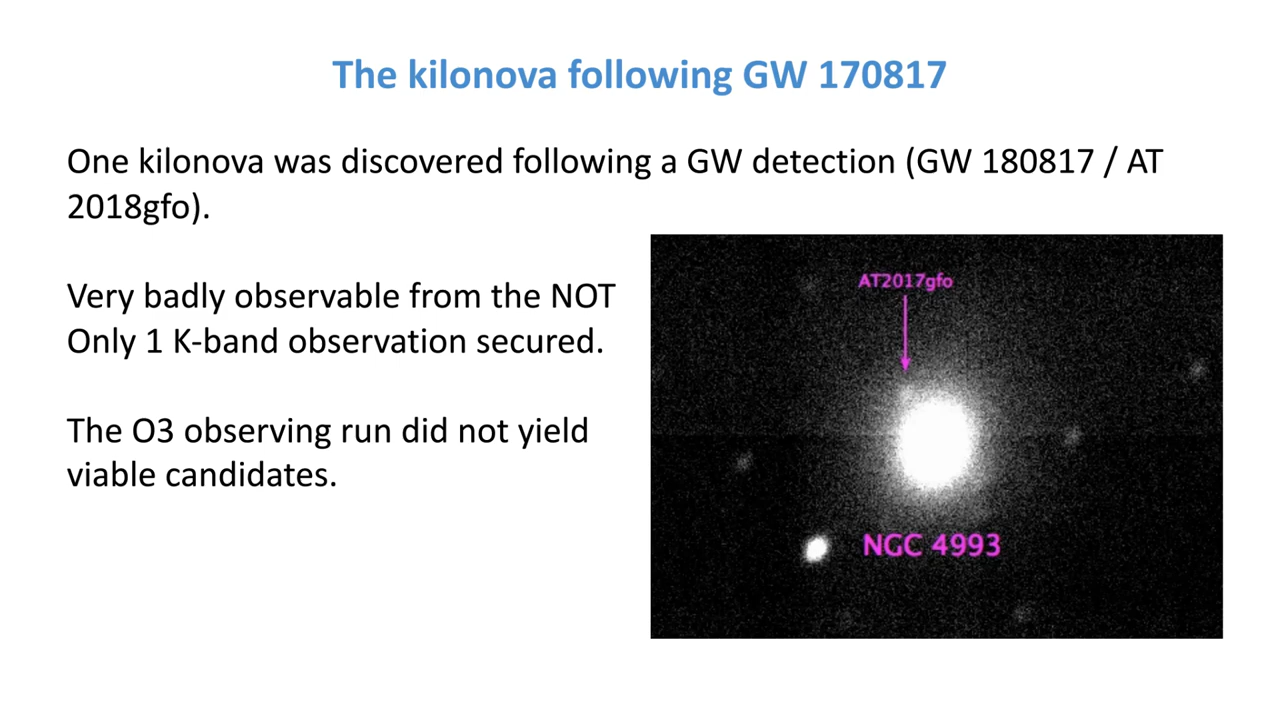 The kilonova following GW 170817
One kilonova was discovered following a GW detection (GW 180817 / AT
2018gfo).
Very badly observable from the NOT
Only 1 K-band observation secured.
The O3 observing run did not yield
viable candidates.
AT2017gfo
NGC 4993